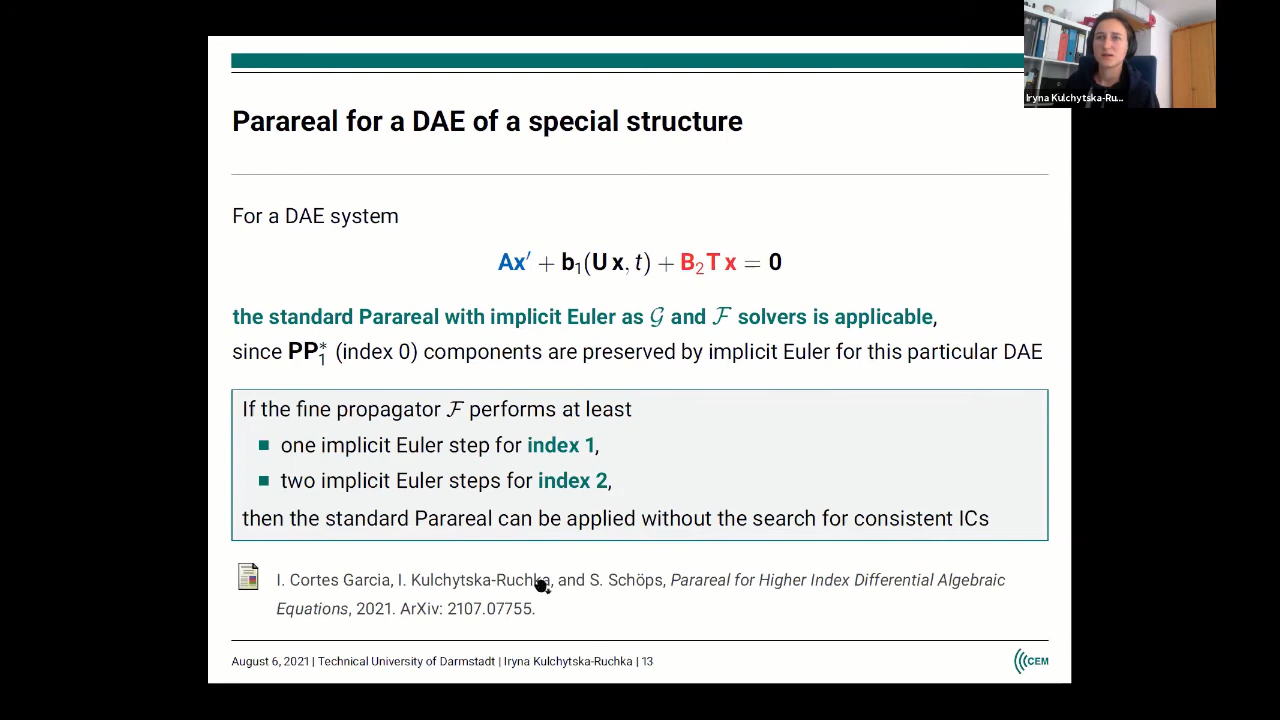 Iryna Kulchytska-Ru...
Parareal for a DAE of a special structure
For a DAE system
Ax′ + b₁(U x, t) + B₂T x = 0
the standard Parareal with implicit Euler as 𝒢 and ℱ solvers is applicable,
since PP₁* (index 0) components are preserved by implicit Euler for this particular DAE
If the fine propagator ℱ performs at least
■ one implicit Euler step for index 1,
■ two implicit Euler steps for index 2,
then the standard Parareal can be applied without the search for consistent ICs
I. Cortes Garcia, I. Kulchytska-Ruchka, and S. Schöps, Parareal for Higher Index Differential Algebraic
Equations, 2021. ArXiv: 2107.07755.
August 6, 2021 | Technical University of Darmstadt | Iryna Kulchytska-Ruchka | 13
CEM